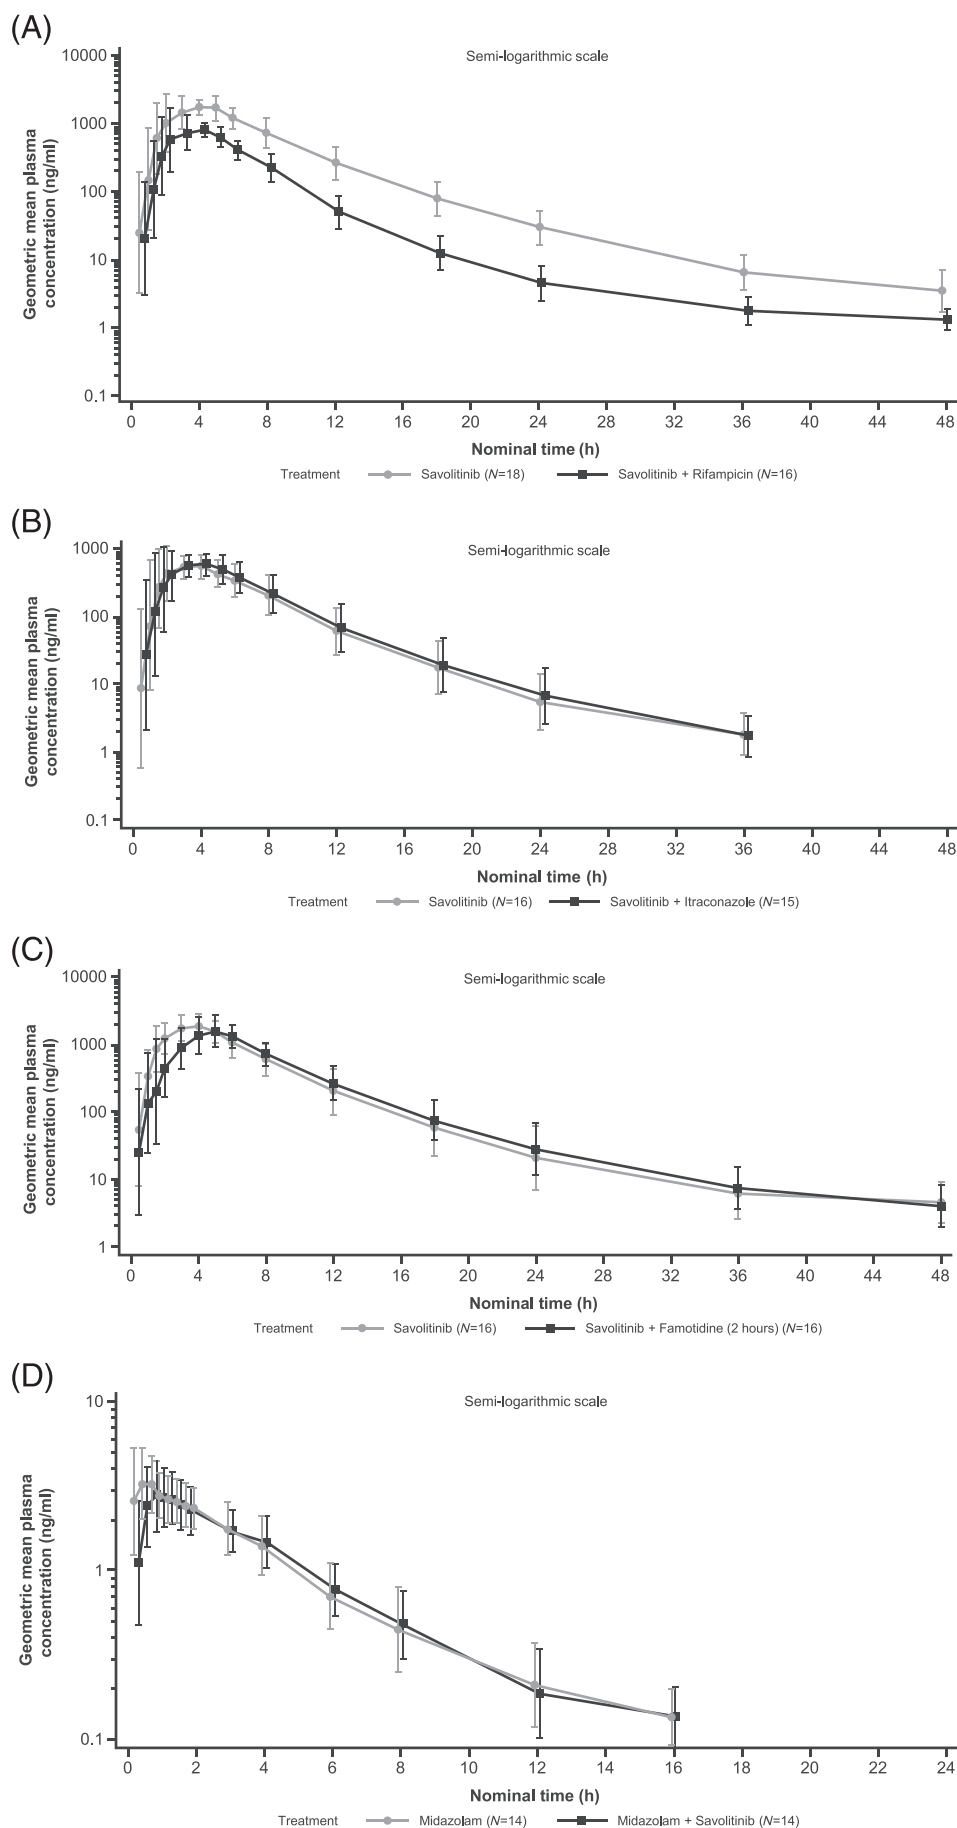 (A)
Semi-logarithmic scale
Geometric mean plasma
concentration (ng/ml)
10000
1000
100
10
1
0.1
0 4 8 12 16 20 24 28 32 36 40 44 48
Nominal time (h)
Treatment Savolitinib (N=18) Savolitinib + Rifampicin (N=16)
(B)
Semi-logarithmic scale
Geometric mean plasma
concentration (ng/ml)
1000
100
10
1
0.1
0 4 8 12 16 20 24 28 32 36 40 44 48
Nominal time (h)
Treatment Savolitinib (N=16) Savolitinib + Itraconazole (N=15)
(C)
Semi-logarithmic scale
Geometric mean plasma
concentration (ng/ml)
10000
1000
100
10
1
0 4 8 12 16 20 24 28 32 36 40 44 48
Nominal time (h)
Treatment Savolitinib (N=16) Savolitinib + Famotidine (2 hours) (N=16)
(D)
Semi-logarithmic scale
Geometric mean plasma
concentration (ng/ml)
10
1
0.1
0 2 4 6 8 10 12 14 16 18 20 22 24
Nominal time (h)
Treatment Midazolam (N=14) Midazolam + Savolitinib (N=14)